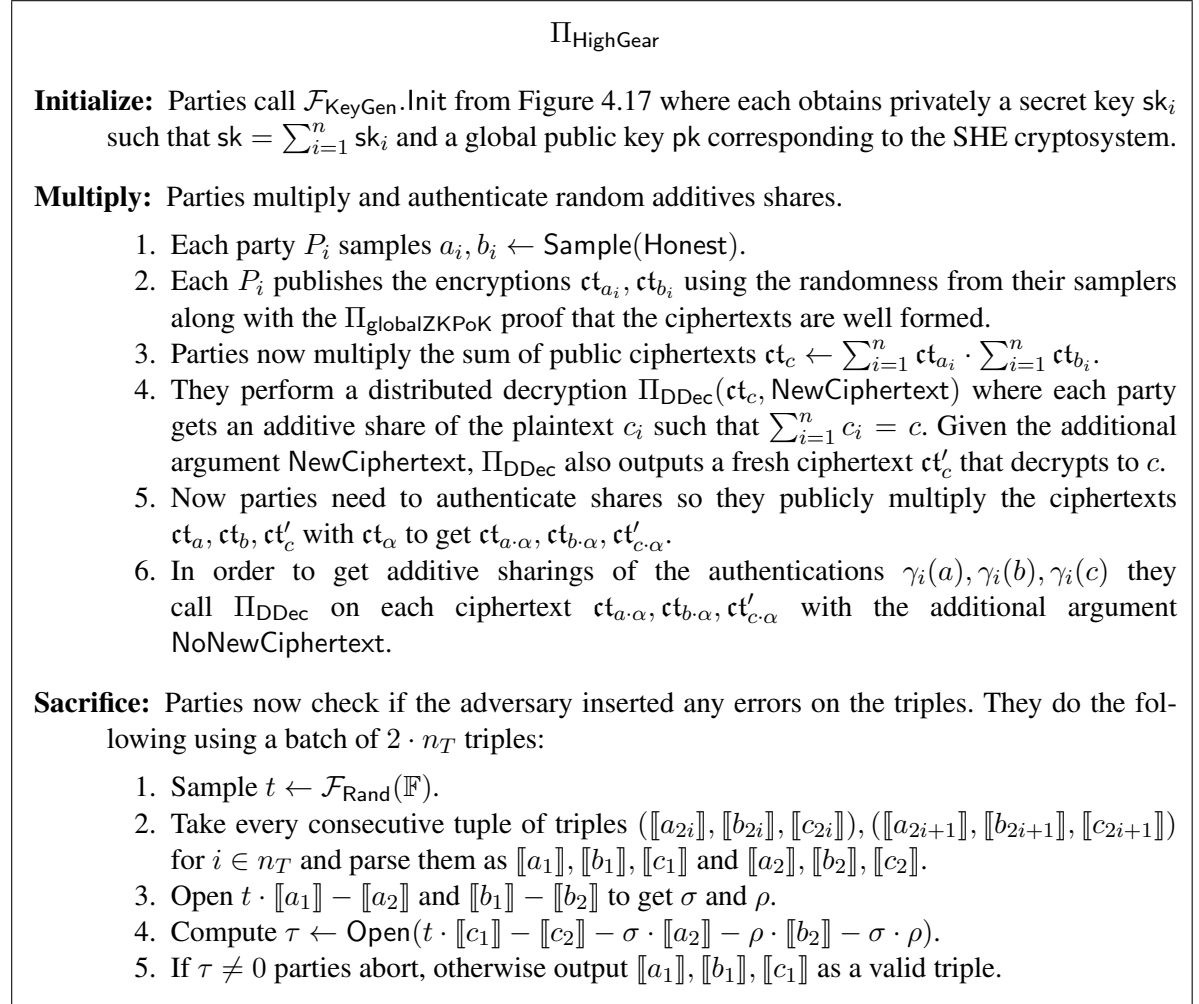 Π_HighGear
Initialize: Parties call ℱ_KeyGen.Init from Figure 4.17 where each obtains privately a secret key sk_i
such that sk = ∑_{i=1}^{n} sk_i and a global public key pk corresponding to the SHE cryptosystem.
Multiply: Parties multiply and authenticate random additives shares.
1. Each party P_i samples a_i, b_i ← Sample(Honest).
2. Each P_i publishes the encryptions 𝔠𝔱_{a_i}, 𝔠𝔱_{b_i} using the randomness from their samplers
along with the Π_globalZKPoK proof that the ciphertexts are well formed.
3. Parties now multiply the sum of public ciphertexts 𝔠𝔱_c ← ∑_{i=1}^{n} 𝔠𝔱_{a_i} · ∑_{i=1}^{n} 𝔠𝔱_{b_i}.
4. They perform a distributed decryption Π_DDec(𝔠𝔱_c, NewCiphertext) where each party
gets an additive share of the plaintext c_i such that ∑_{i=1}^{n} c_i = c. Given the additional
argument NewCiphertext, Π_DDec also outputs a fresh ciphertext 𝔠𝔱′_c that decrypts to c.
5. Now parties need to authenticate shares so they publicly multiply the ciphertexts
𝔠𝔱_a, 𝔠𝔱_b, 𝔠𝔱′_c with 𝔠𝔱_α to get 𝔠𝔱_{a·α}, 𝔠𝔱_{b·α}, 𝔠𝔱′_{c·α}.
6. In order to get additive sharings of the authentications γ_i(a), γ_i(b), γ_i(c) they
call Π_DDec on each ciphertext 𝔠𝔱_{a·α}, 𝔠𝔱_{b·α}, 𝔠𝔱′_{c·α} with the additional argument
NoNewCiphertext.
Sacrifice: Parties now check if the adversary inserted any errors on the triples. They do the fol-
lowing using a batch of 2 · n_T triples:
1. Sample t ← ℱ_Rand(𝔽).
2. Take every consecutive tuple of triples (⟦a_{2i}⟧, ⟦b_{2i}⟧, ⟦c_{2i}⟧), (⟦a_{2i+1}⟧, ⟦b_{2i+1}⟧, ⟦c_{2i+1}⟧)
for i ∈ n_T and parse them as ⟦a_1⟧, ⟦b_1⟧, ⟦c_1⟧ and ⟦a_2⟧, ⟦b_2⟧, ⟦c_2⟧.
3. Open t · ⟦a_1⟧ − ⟦a_2⟧ and ⟦b_1⟧ − ⟦b_2⟧ to get σ and ρ.
4. Compute τ ← Open(t · ⟦c_1⟧ − ⟦c_2⟧ − σ · ⟦a_2⟧ − ρ · ⟦b_2⟧ − σ · ρ).
5. If τ ≠ 0 parties abort, otherwise output ⟦a_1⟧, ⟦b_1⟧, ⟦c_1⟧ as a valid triple.